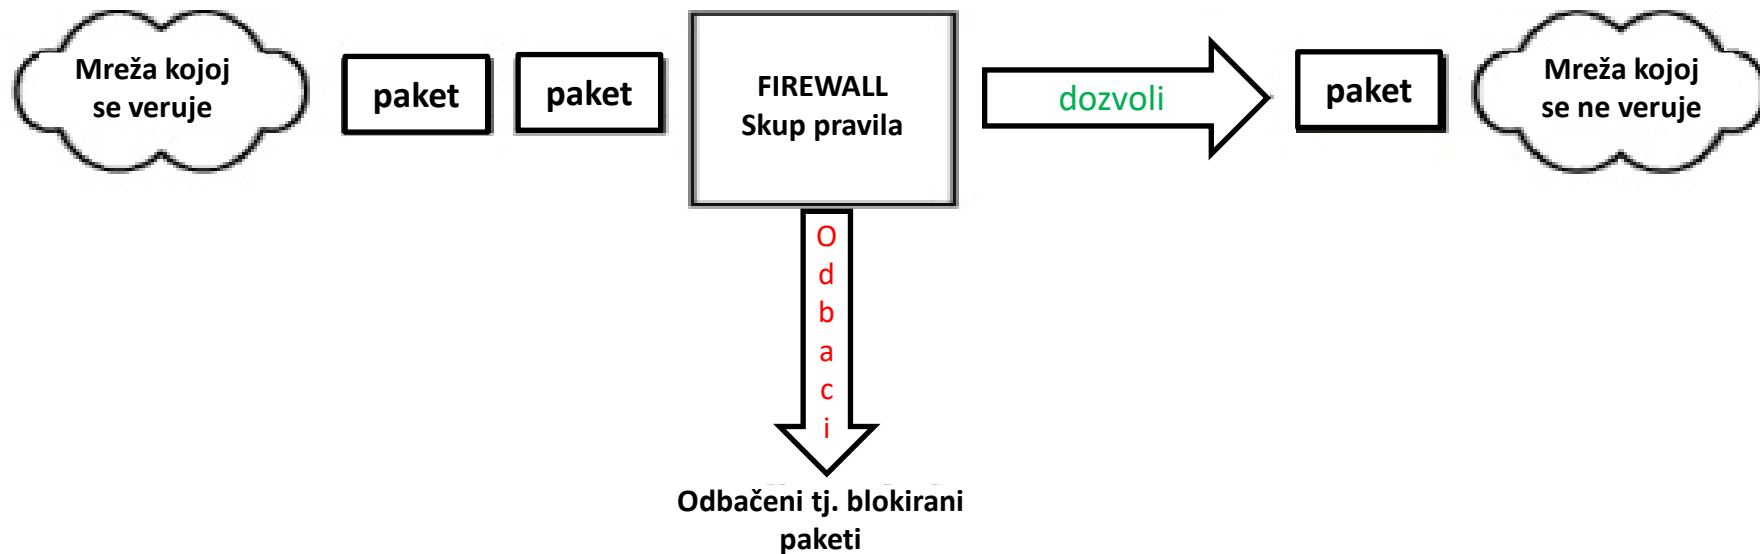 Mreža kojoj
se veruje
paket
paket
FIREWALL
Skup pravila
dozvoli
paket
Mreža kojoj
se ne veruje
Odbaci
Odbačeni tj. blokirani
paketi